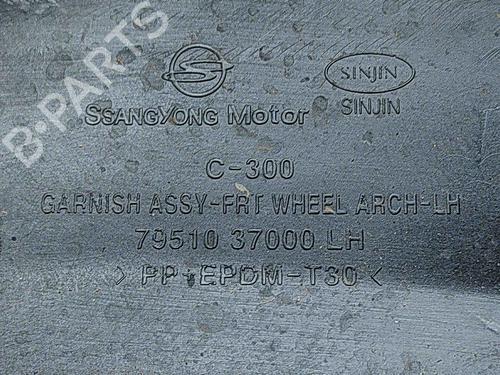 B-PARTS
SSANGYONG Motor
SINJIN
SINJIN
C-300
GARNISH ASSY-FRT WHEEL ARCH-LH
79510 37000 LH
> PP-EPDM-T30 <